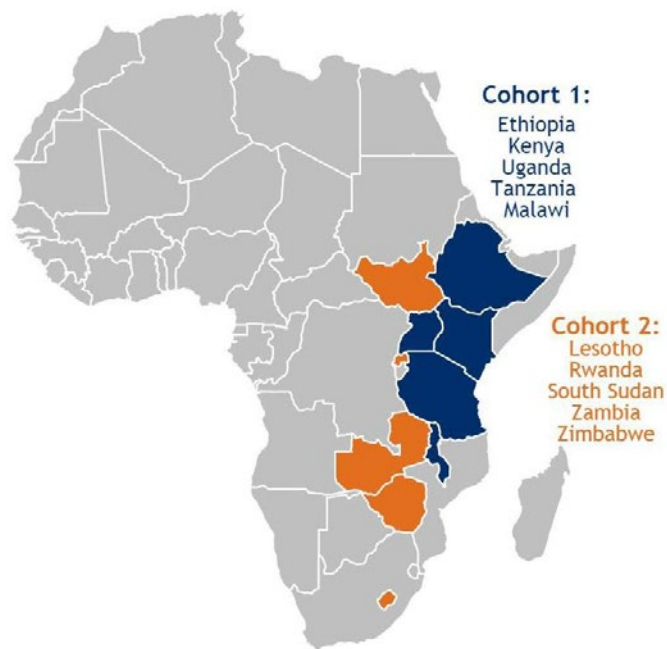 Cohort 1:
Ethiopia
Kenya
Uganda
Tanzania
Malawi
Cohort 2:
Lesotho
Rwanda
South Sudan
Zambia
Zimbabwe